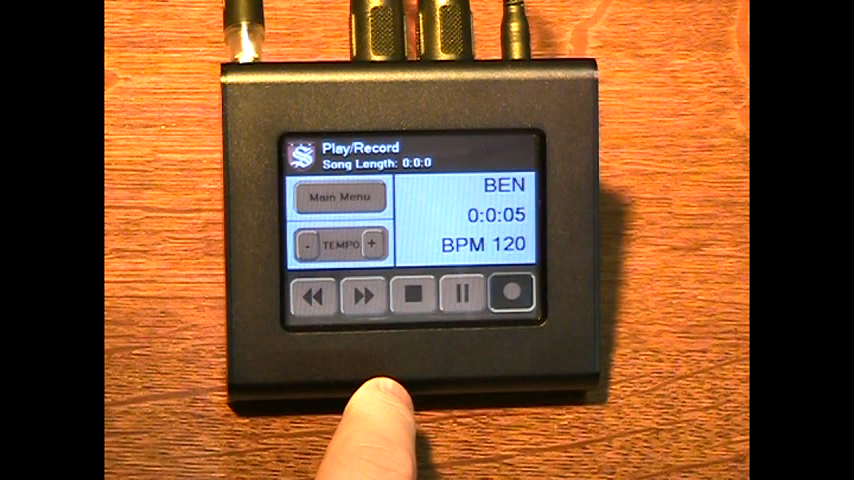 S
Play/Record
Song Length: 0:0:0
Main Menu
BEN
0:0:05
- TEMPO +
BPM 120